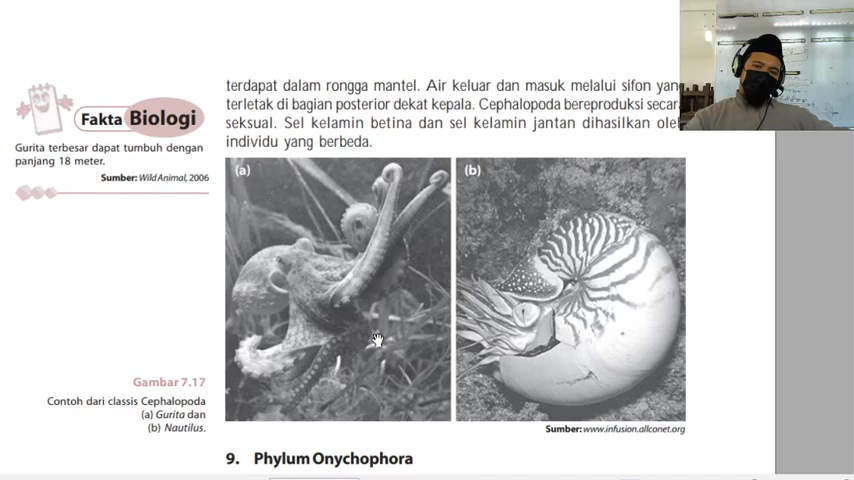 terdapat dalam rongga mantel. Air keluar dan masuk melalui sifon yan
terletak di bagian posterior dekat kepala. Cephalopoda bereproduksi secar
seksual. Sel kelamin betina dan sel kelamin jantan dihasilkan ole
individu yang berbeda.
Fakta Biologi
Gurita terbesar dapat tumbuh dengan
panjang 18 meter.
Sumber: Wild Animal, 2006
(a)
(b)
Gambar 7.17
Contoh dari classis Cephalopoda
(a) Gurita dan
(b) Nautilus.
Sumber: www.infusion.allconet.org
9. Phylum Onychophora